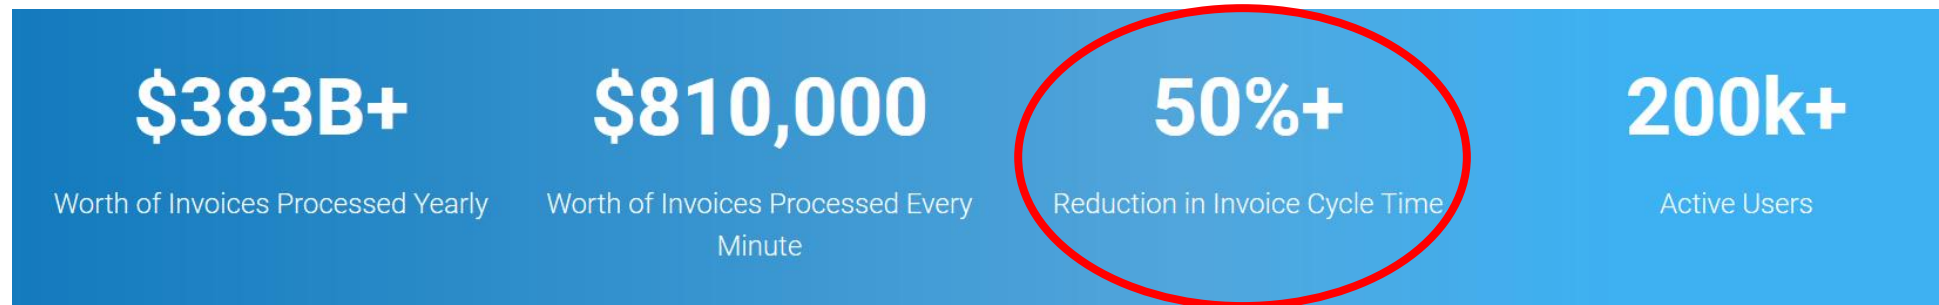 $383B+
Worth of Invoices Processed Yearly
$810,000
Worth of Invoices Processed Every
Minute
50%+
Reduction in Invoice Cycle Time
200k+
Active Users